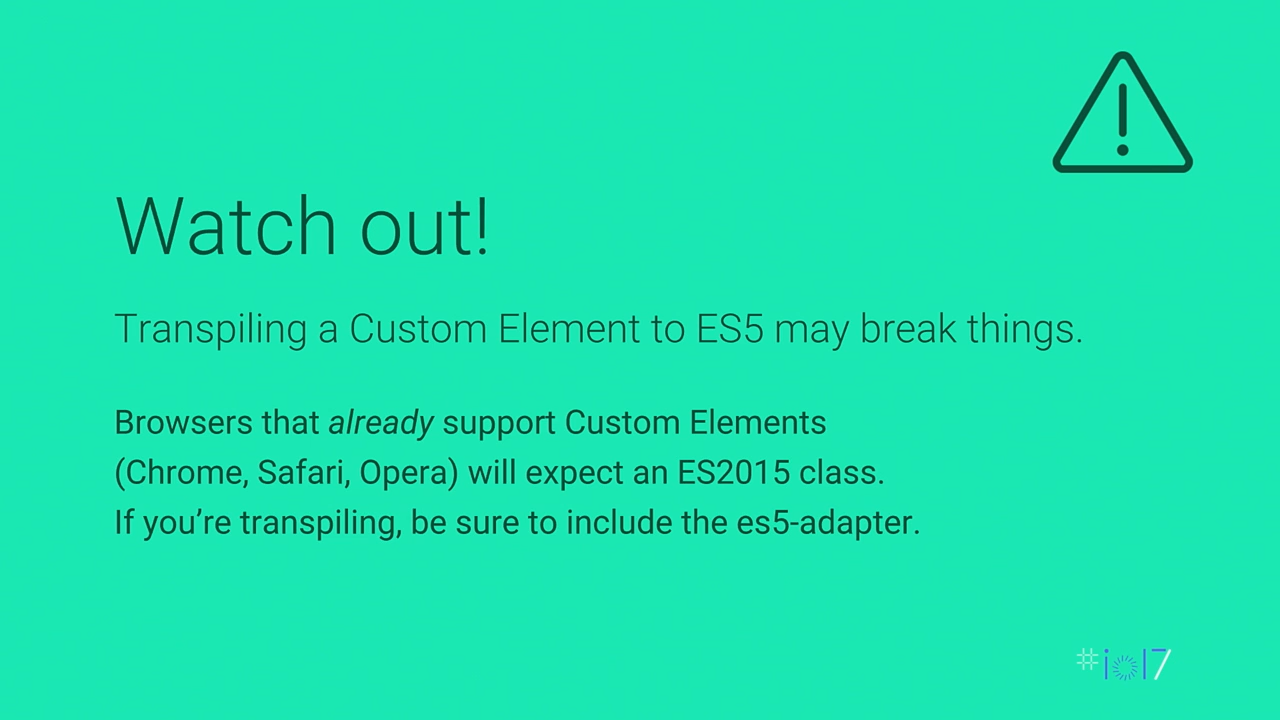 Watch out!
Transpiling a Custom Element to ES5 may break things.
Browsers that already support Custom Elements
(Chrome, Safari, Opera) will expect an ES2015 class.
If you’re transpiling, be sure to include the es5-adapter.
#io17